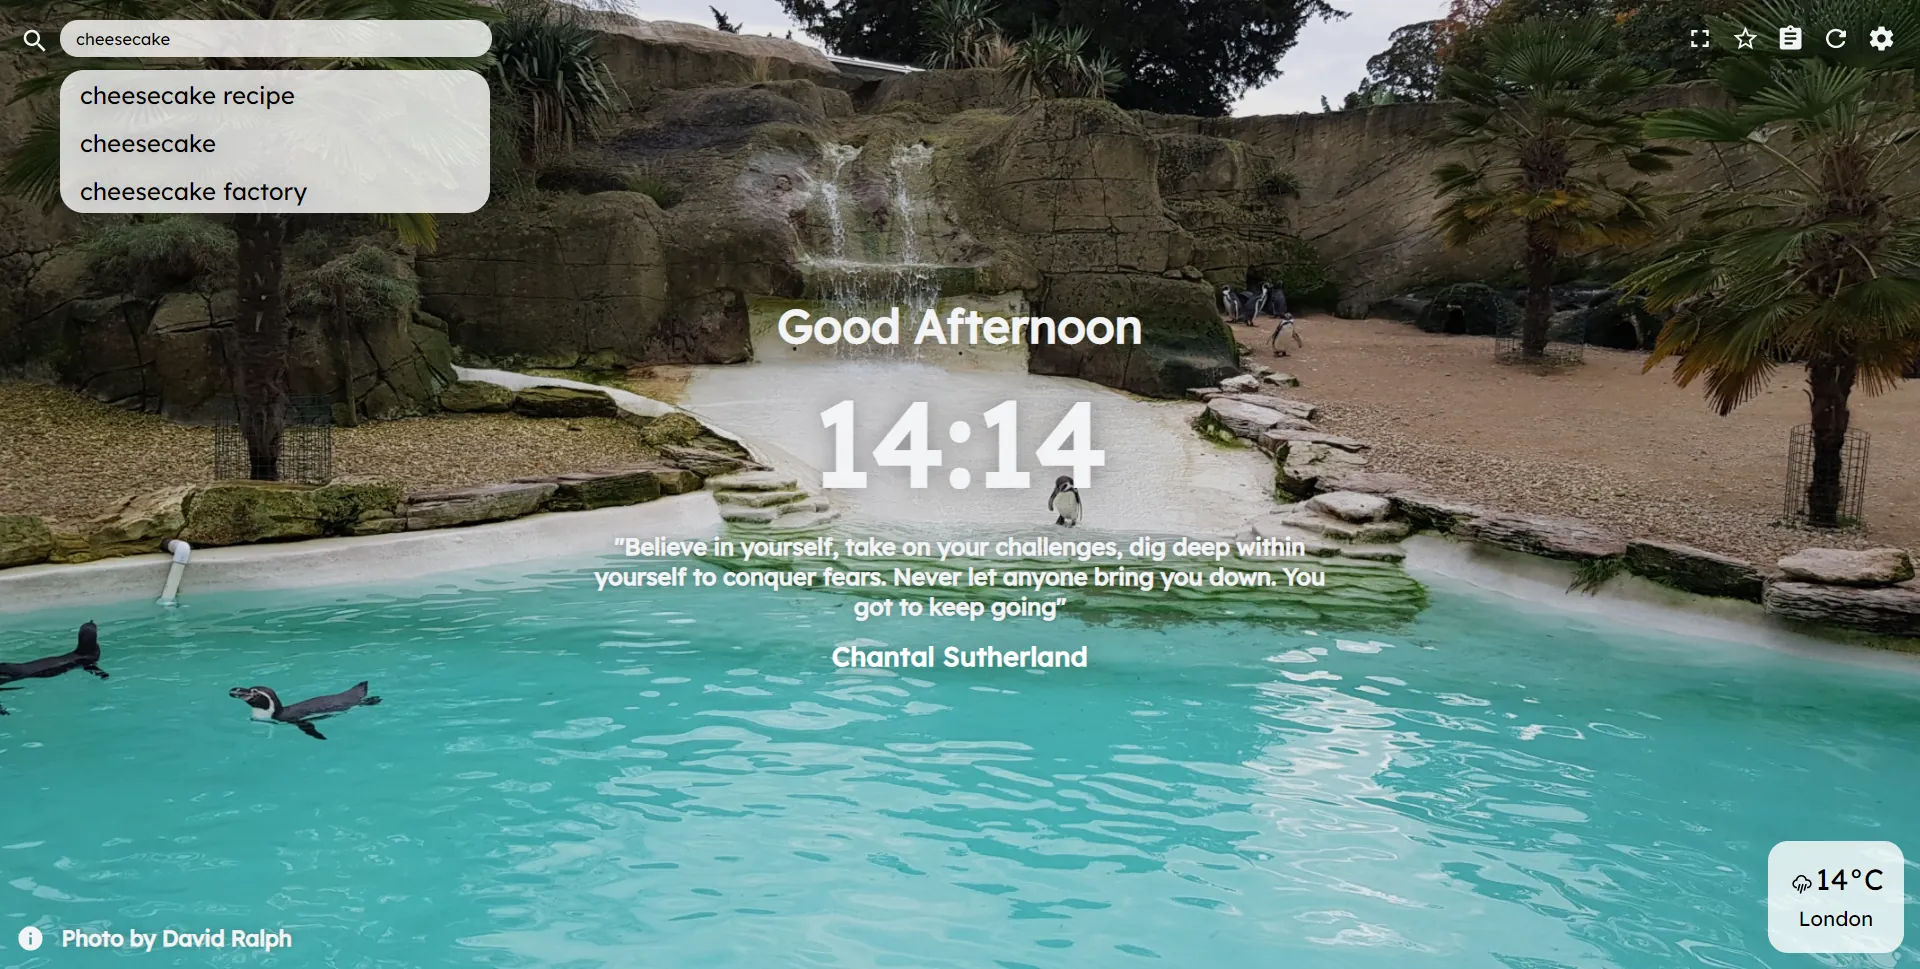 cheesecake
cheesecake recipe
cheesecake
cheesecake factory
Good Afternoon
14:14
"Believe in yourself, take on your challenges, dig deep within
yourself to conquer fears. Never let anyone bring you down. You
got to keep going"
Chantal Sutherland
14°C
London
Photo by David Ralph